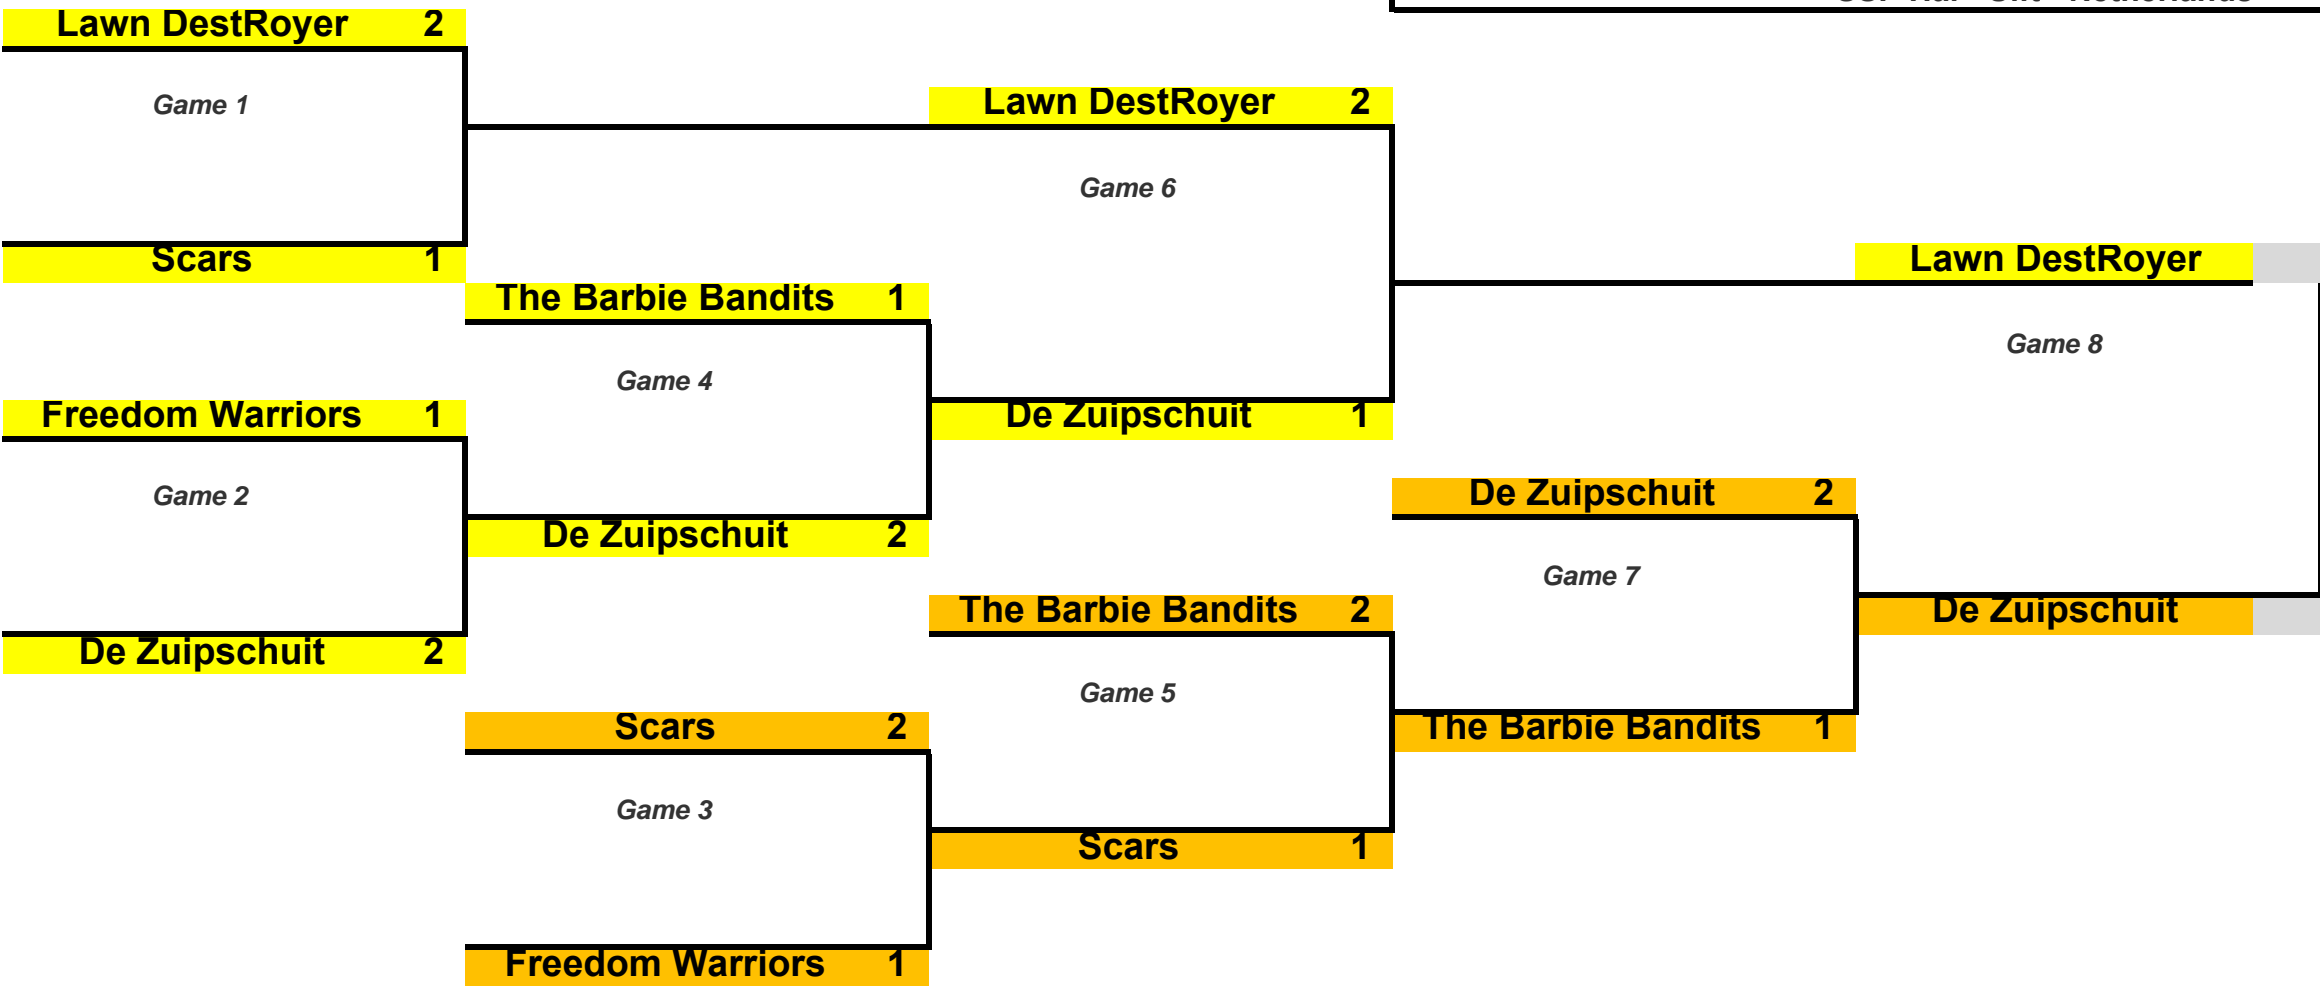 Lawn DestRoyer 2
Game 1
Lawn DestRoyer 2
Game 6
Scars 1
Lawn DestRoyer
The Barbie Bandits 1
Game 8
Game 4
Freedom Warriors 1
De Zuipschuit 1
Game 2
De Zuipschuit 2
De Zuipschuit 2
Game 7
The Barbie Bandits 2
De Zuipschuit
De Zuipschuit 2
Game 5
Scars 2
The Barbie Bandits 1
Game 3
Scars 1
Freedom Warriors 1